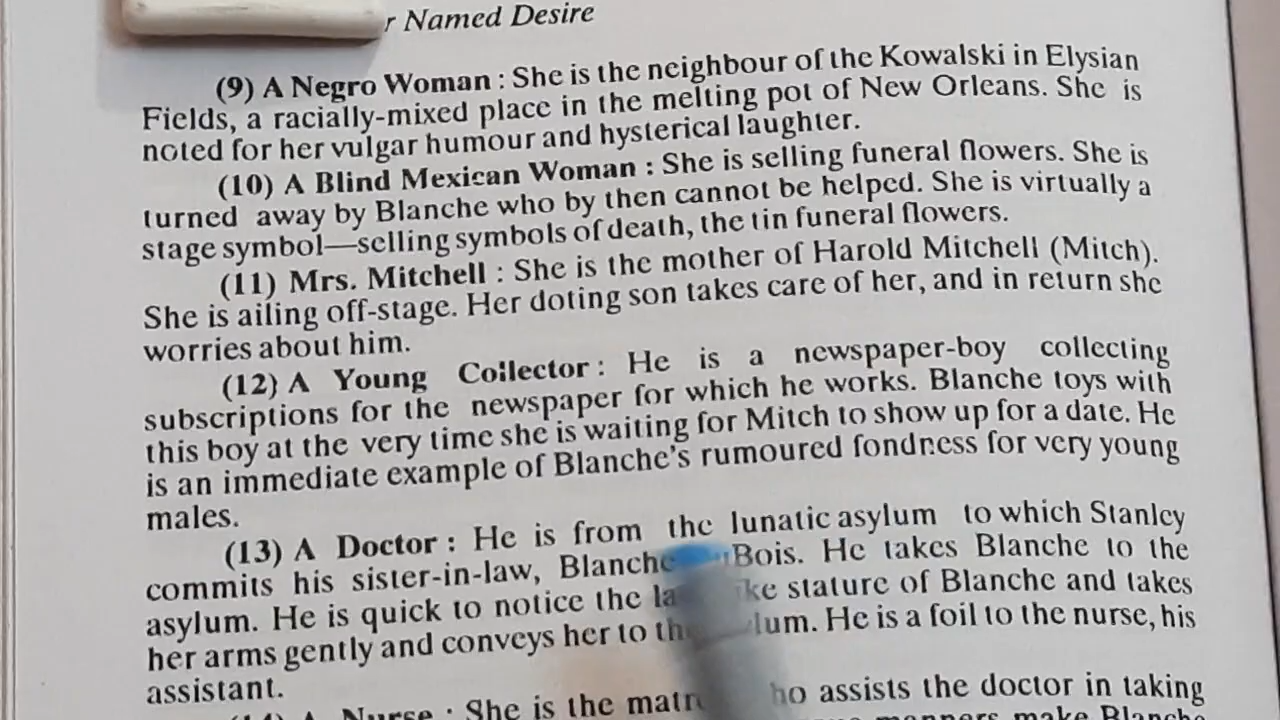 r Named Desire
(9) A Negro Woman : She is the neighbour of the Kowalski in Elysian
Fields, a racially-mixed place in the melting pot of New Orleans. She is
noted for her vulgar humour and hysterical laughter.
(10) A Blind Mexican Woman : She is selling funeral flowers. She is
turned away by Blanche who by then cannot be helped. She is virtually a
stage symbol—selling symbols of death, the tin funeral flowers.
(11) Mrs. Mitchell : She is the mother of Harold Mitchell (Mitch).
She is ailing off-stage. Her doting son takes care of her, and in return she
worries about him.
(12) A Young Collector : He is a newspaper-boy collecting
subscriptions for the newspaper for which he works. Blanche toys with
this boy at the very time she is waiting for Mitch to show up for a date. He
is an immediate example of Blanche's rumoured fondness for very young
males.
(13) A Doctor : He is from the lunatic asylum to which Stanley
commits his sister-in-law, Blanche Bois. He takes Blanche to the
asylum. He is quick to notice the stature of Blanche and takes
her arms gently and conveys her to lum. He is a foil to the nurse, his
assistant.
A Nurse : She is the who assists the doctor in taking
manners make Blanche